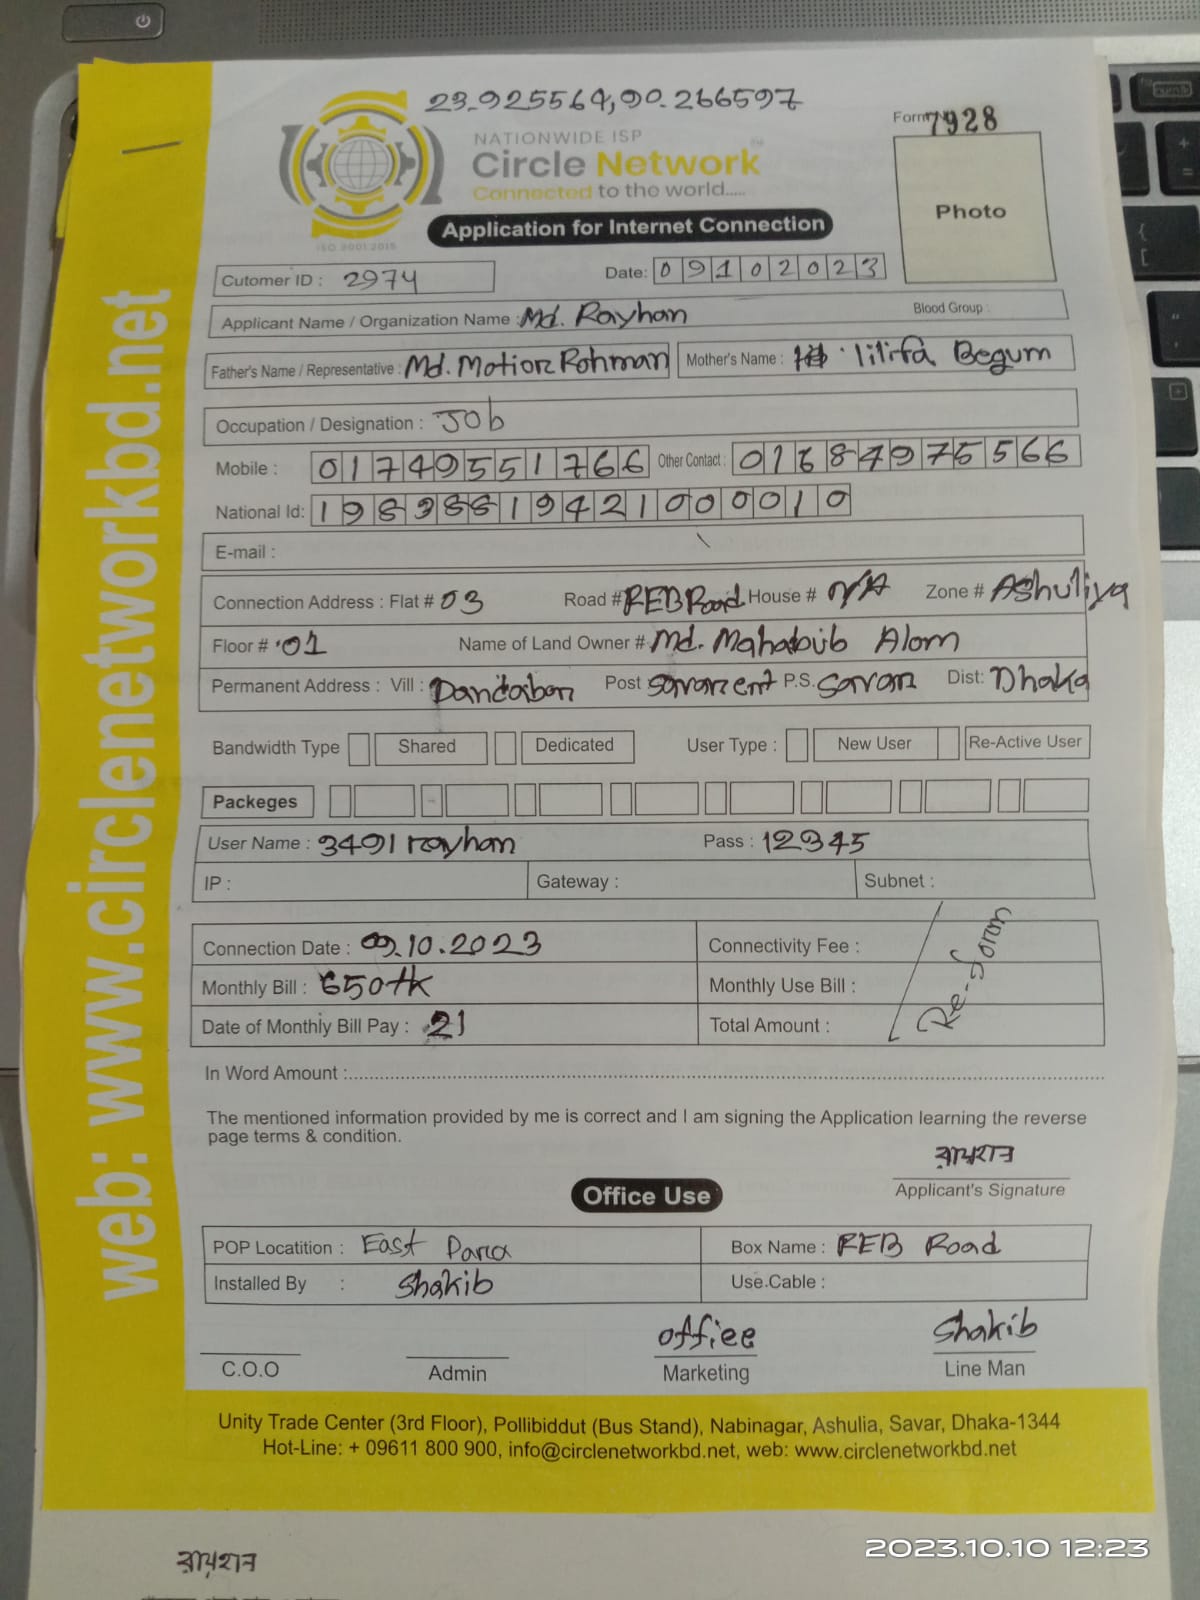 23.925564,90.266597
Form 7928
NATIONWIDE ISP
Circle Network
Connected to the world.....
ISO 9001:2015
Application for Internet Connection
Photo
Cutomer ID : 2974
Date: 09102023
Applicant Name / Organization Name : Md. Rayhan
Blood Group :
Father's Name / Representative : Md. Motior Rohman
Mother's Name : lilifa Begum
Occupation / Designation : Job
Mobile : 01749551766 Other Contact : 01684975566
National Id:
E-mail :
Connection Address : Flat # 03 Road # REB Road House # N/A Zone # Ashuliya
Floor # 01 Name of Land Owner # Md. Mahabub Alom
Permanent Address : Vill : Post P.S. Savar Dist: Dhaka
Bandwidth Type Shared Dedicated User Type : New User Re-Active User
Packeges
User Name : 3491 rayhan Pass : 12345
IP : Gateway : Subnet :
Connection Date : 09.10.2023 Connectivity Fee :
Monthly Bill : 650tk Monthly Use Bill :
Date of Monthly Bill Pay : 21 Total Amount :
Re-form
In Word Amount :
The mentioned information provided by me is correct and I am signing the Application learning the reverse
page terms & condition.
রায়হান
Applicant's Signature
Office Use
POP Locatition : East Para Box Name : REB Road
Installed By : Shakib Use.Cable :
officee Shakib
C.O.O Admin Marketing Line Man
Unity Trade Center (3rd Floor), Pollibiddut (Bus Stand), Nabinagar, Ashulia, Savar, Dhaka-1344
Hot-Line: + 09611 800 900, info@circlenetworkbd.net, web: www.circlenetworkbd.net
web: www.circlenetworkbd.net
রায়হান
2023.10.10 12:23